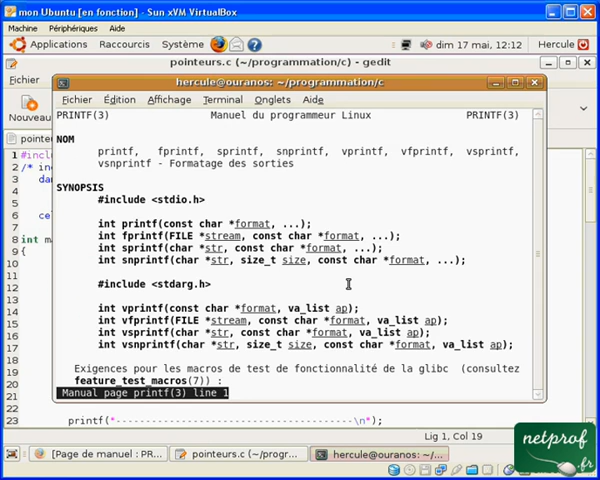 mon Ubuntu [en fonction] - Sun xVM VirtualBox
Machine Périphériques Aide
Applications Raccourcis Système dim 17 mai, 12:12 Hercule
pointeurs.c (~/programmation/c) - gedit
Fichier
hercule@ouranos: ~/programmation/c
Fichier Édition Affichage Terminal Onglets Aide
Nouveau
PRINTF(3) Manuel du programmeur Linux PRINTF(3)
NOM
printf, fprintf, sprintf, snprintf, vprintf, vfprintf, vsprintf,
vsnprintf - Formatage des sorties
SYNOPSIS
#include <stdio.h>
int printf(const char *format, ...);
int fprintf(FILE *stream, const char *format, ...);
int sprintf(char *str, const char *format, ...);
int snprintf(char *str, size_t size, const char *format, ...);
#include <stdarg.h>
int vprintf(const char *format, va_list ap);
int vfprintf(FILE *stream, const char *format, va_list ap);
int vsprintf(char *str, const char *format, va_list ap);
int vsnprintf(char *str, size_t size, const char *format, va_list ap);
Exigences pour les macros de test de fonctionnalité de la glibc (consultez
feature_test_macros(7)) :
Manual page printf(3) line 1
pointe
1 #inclu
2 /* in
3 da
4
5
6 ce
7
8 int m
9 {
10
11
12
13
14
15
16
17
18
19
20
21
22
23 printf("----------------------------------------\n");
Lig 1, Col 19
[Page de manuel : PR... pointeurs.c (~/progr... hercule@ouranos: ~/...
netprof
.fr